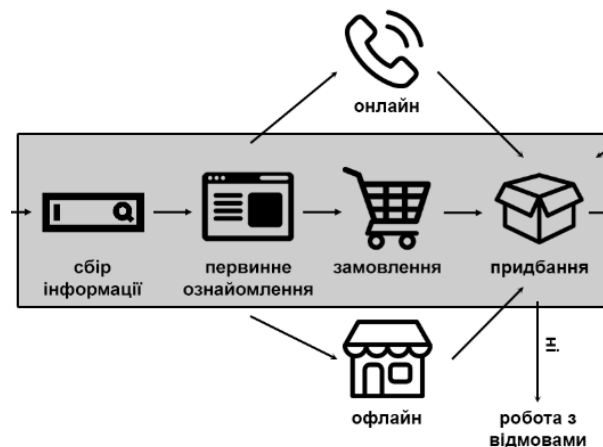 онлайн
сбір
інформації
первинне
ознайомлення
замовлення
придбання
ні
офлайн
робота з
відмовами